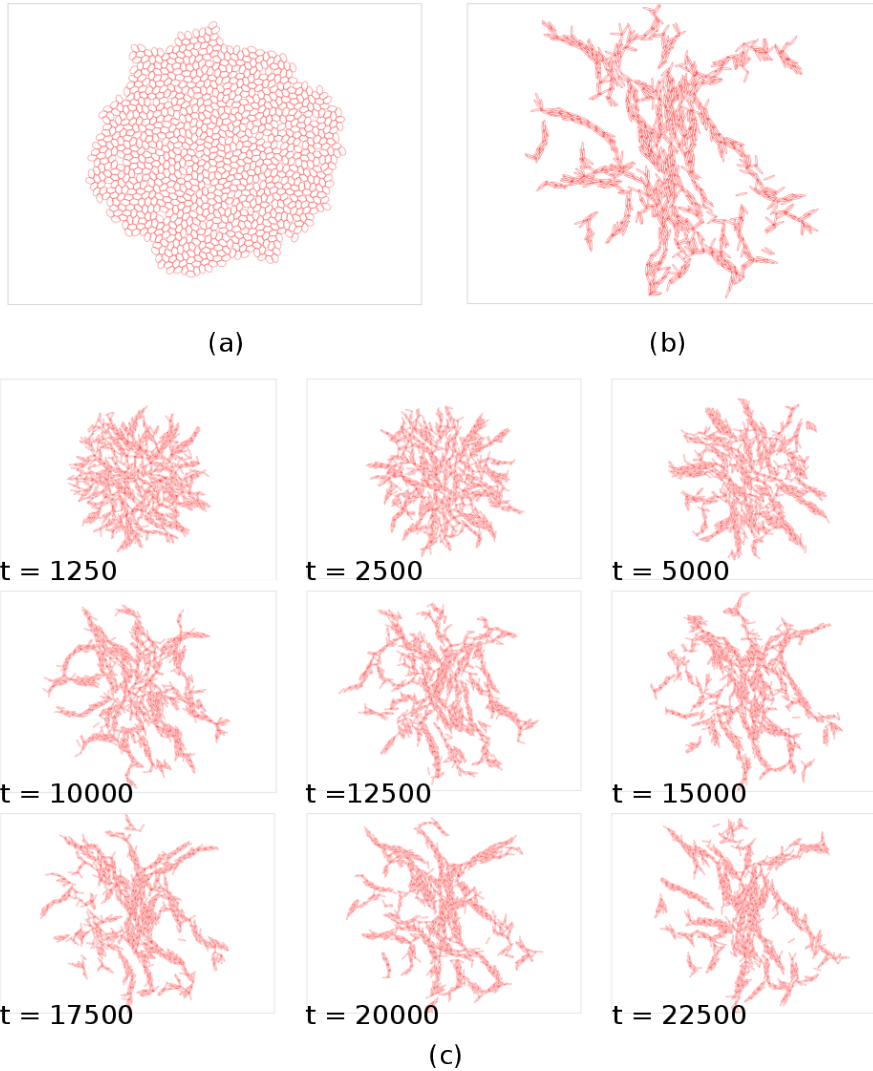 (a) (b)
t = 1250 t = 2500 t = 5000
t = 10000 t =12500 t = 15000
t = 17500 t = 20000 t = 22500
(c)